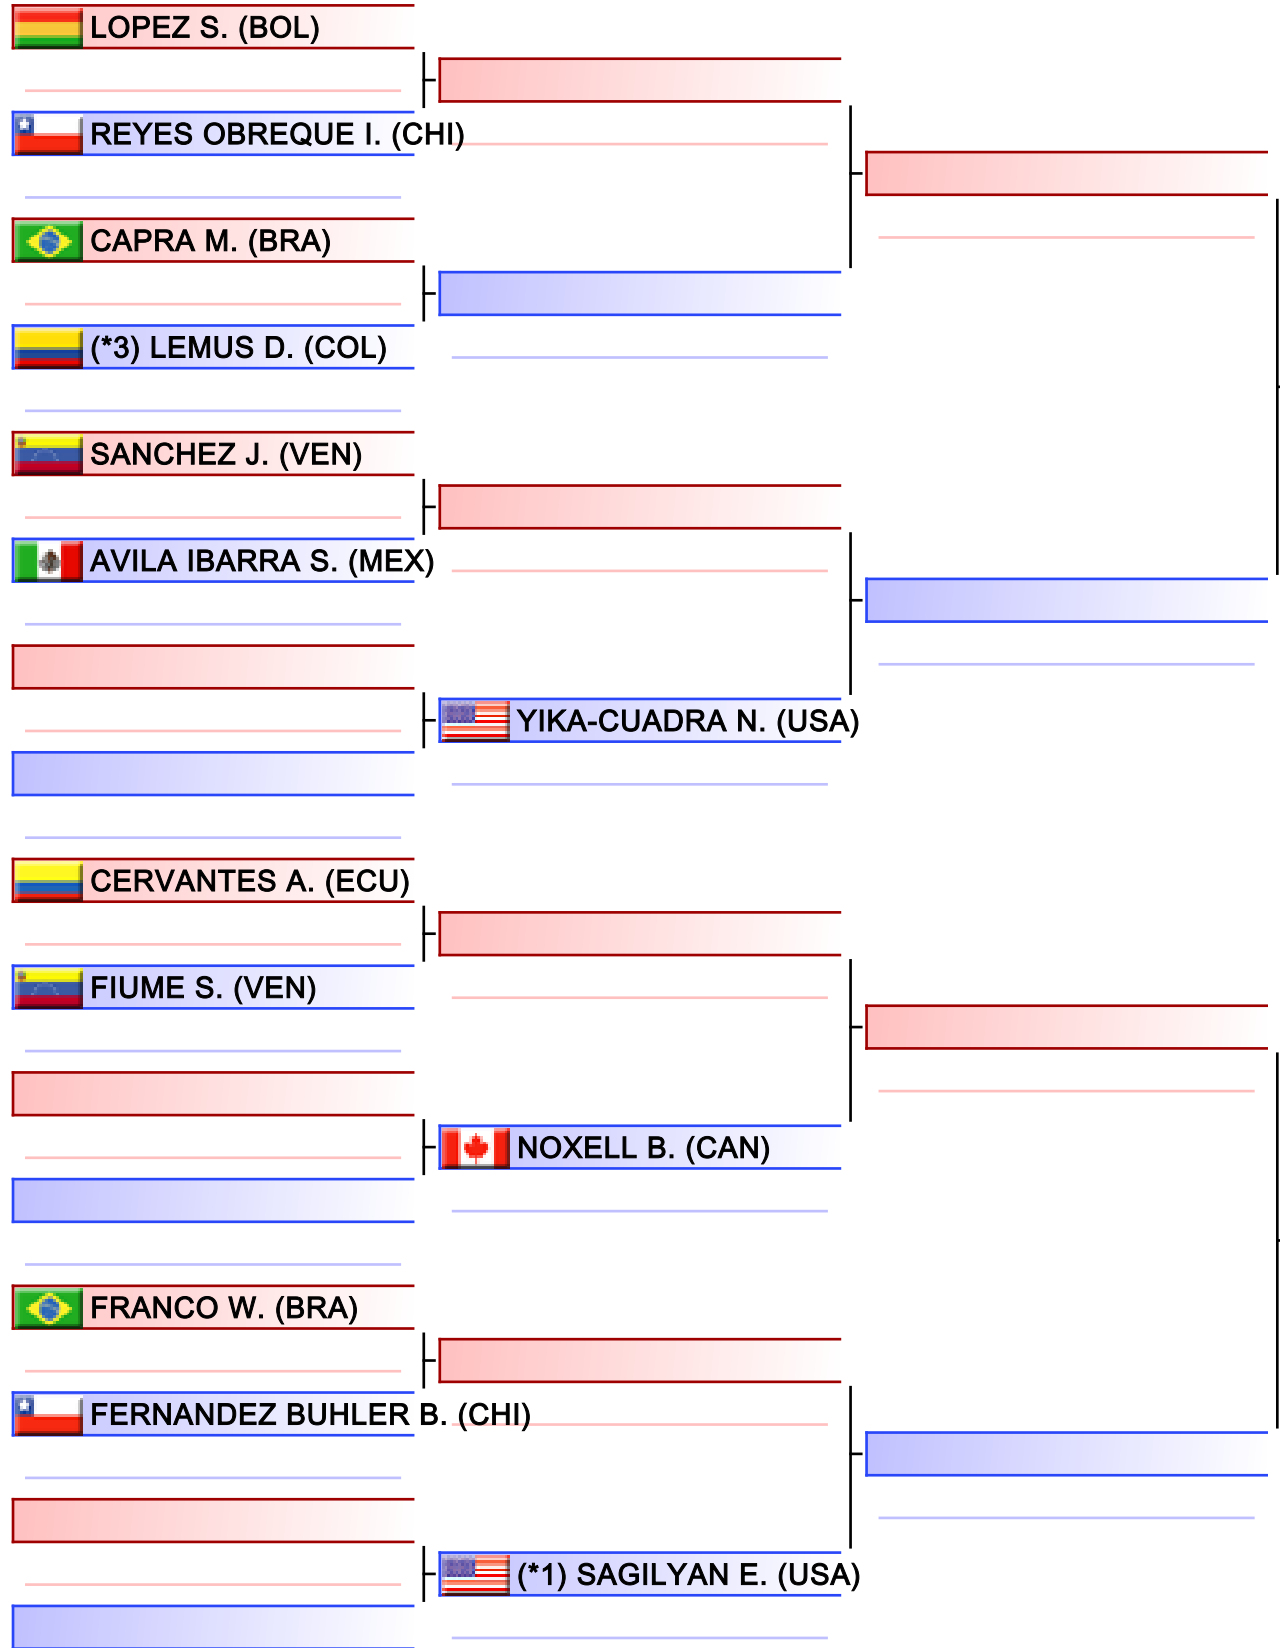 LOPEZ S. (BOL)
REYES OBREQUE I. (CHI)
CAPRA M. (BRA)
(*3) LEMUS D. (COL)
SANCHEZ J. (VEN)
AVILA IBARRA S. (MEX)
YIKA-CUADRA N. (USA)
CERVANTES A. (ECU)
FIUME S. (VEN)
NOXELL B. (CAN)
FRANCO W. (BRA)
FERNANDEZ BUHLER B. (CHI)
(*1) SAGILYAN E. (USA)